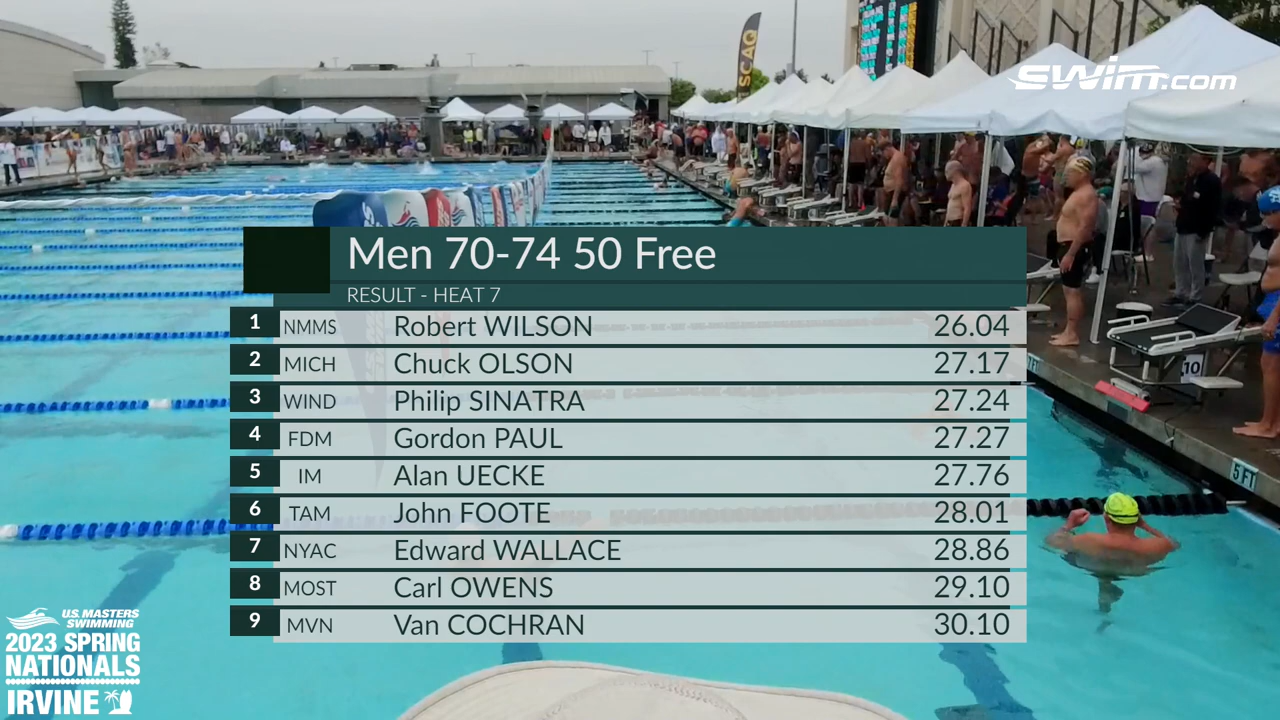 SCAQ
swim.com
Men 70-74 50 Free
RESULT - HEAT 7
1 NMMS Robert WILSON 26.04
2 MICH Chuck OLSON 27.17
3 WIND Philip SINATRA 27.24
4 FDM Gordon PAUL 27.27
5 IM Alan UECKE 27.76
6 TAM John FOOTE 28.01
7 NYAC Edward WALLACE 28.86
8 MOST Carl OWENS 29.10
9 MVN Van COCHRAN 30.10
10
5 FT
U.S. MASTERS
SWIMMING
2023 SPRING
NATIONALS
IRVINE